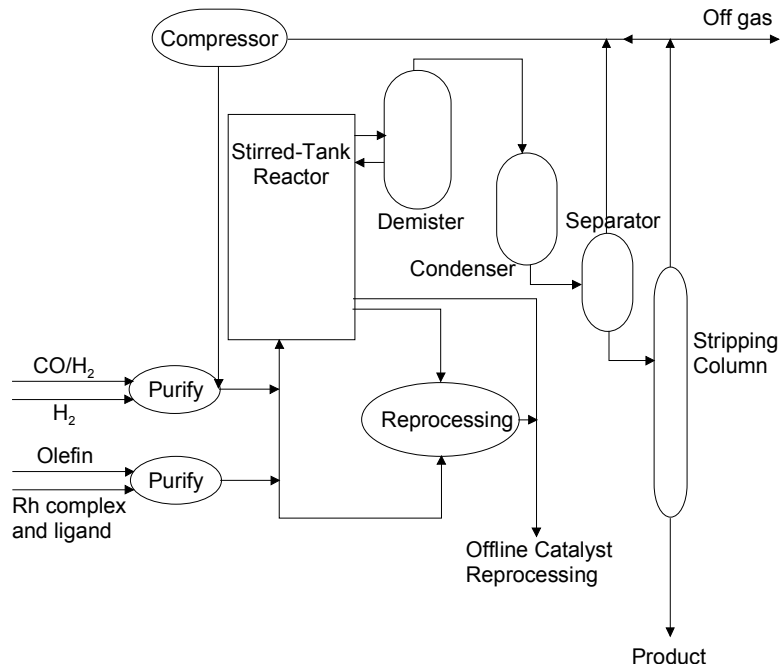 Off gas
Compressor
Stirred-Tank
Reactor
Demister
Separator
Condenser
Stripping
Column
CO/H₂
Purify
H₂
Reprocessing
Olefin
Purify
Rh complex
and ligand
Offline Catalyst
Reprocessing
Product